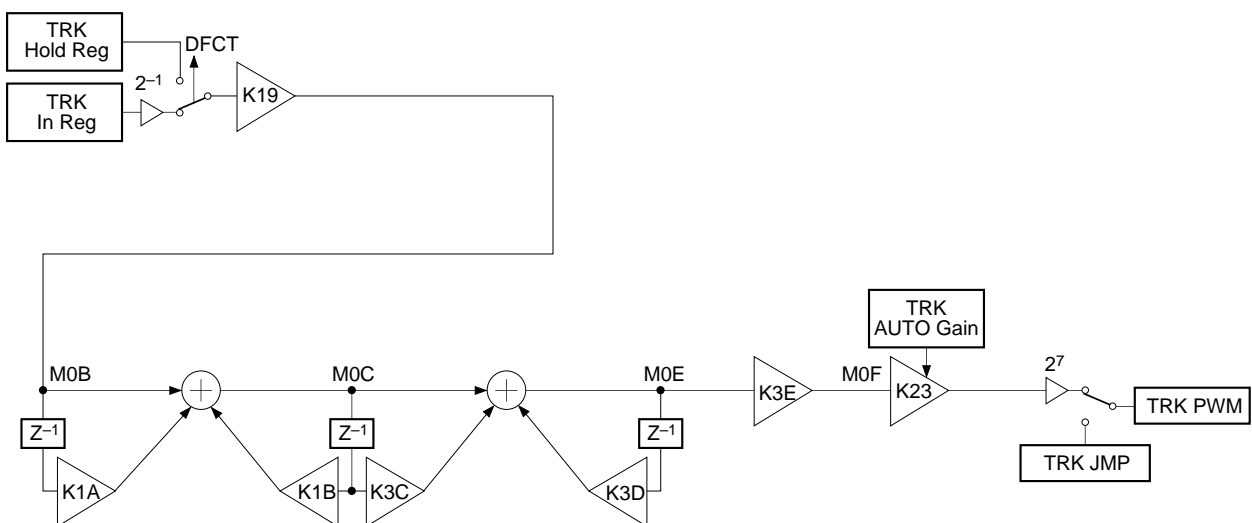 TRK
Hold Reg
DFCT
2⁻¹
TRK
In Reg
K19
TRK
AUTO Gain
M0B
M0C
M0E
K3E
M0F
K23
2⁷
TRK PWM
Z⁻¹
Z⁻¹
Z⁻¹
TRK JMP
K1A
K1B
K3C
K3D